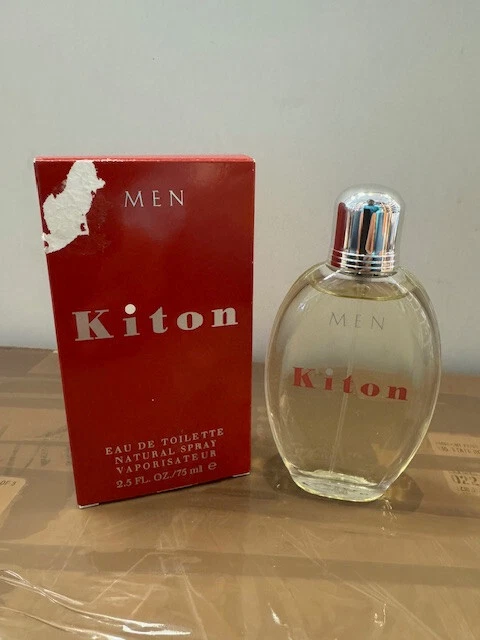 MEN
Kiton
EAU DE TOILETTE
NATURAL SPRAY
VAPORISATEUR
2.5 FL. OZ./75 ml ℮
MEN
Kiton